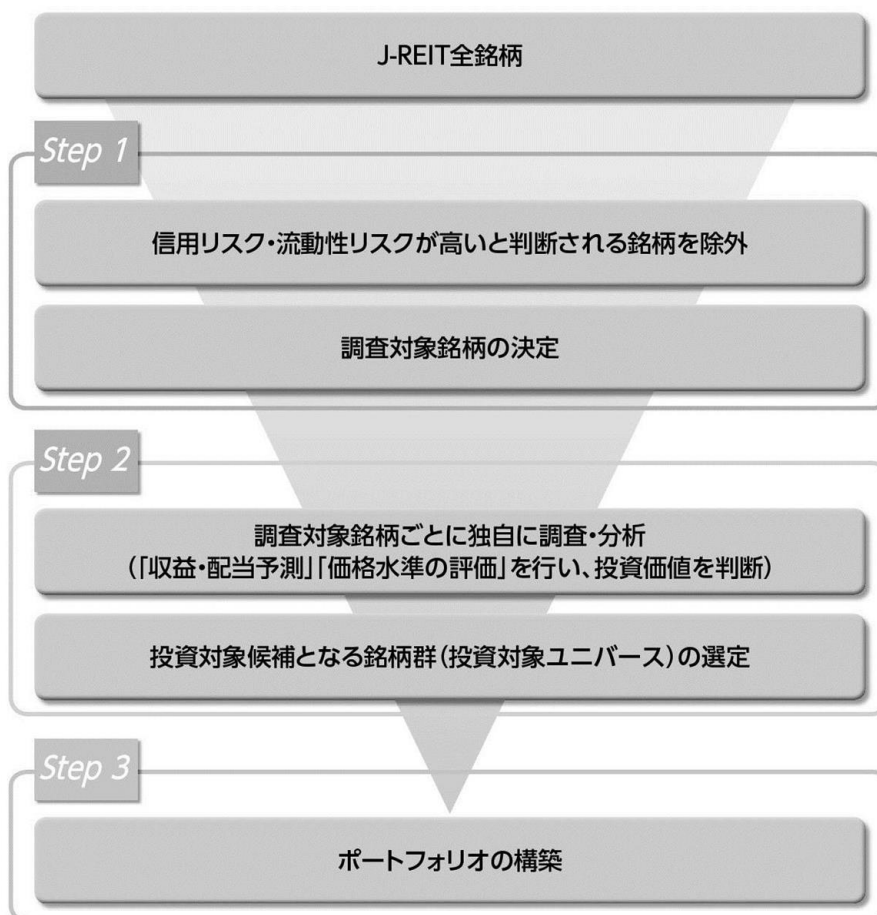 J-REIT全銘柄
Step 1
信用リスク・流動性リスクが高いと判断される銘柄を除外
調査対象銘柄の決定
Step 2
調査対象銘柄ごとに独自に調査・分析
(「収益・配当予測」「価格水準の評価」を行い、投資価値を判断)
投資対象候補となる銘柄群(投資対象ユニバース)の選定
Step 3
ポートフォリオの構築